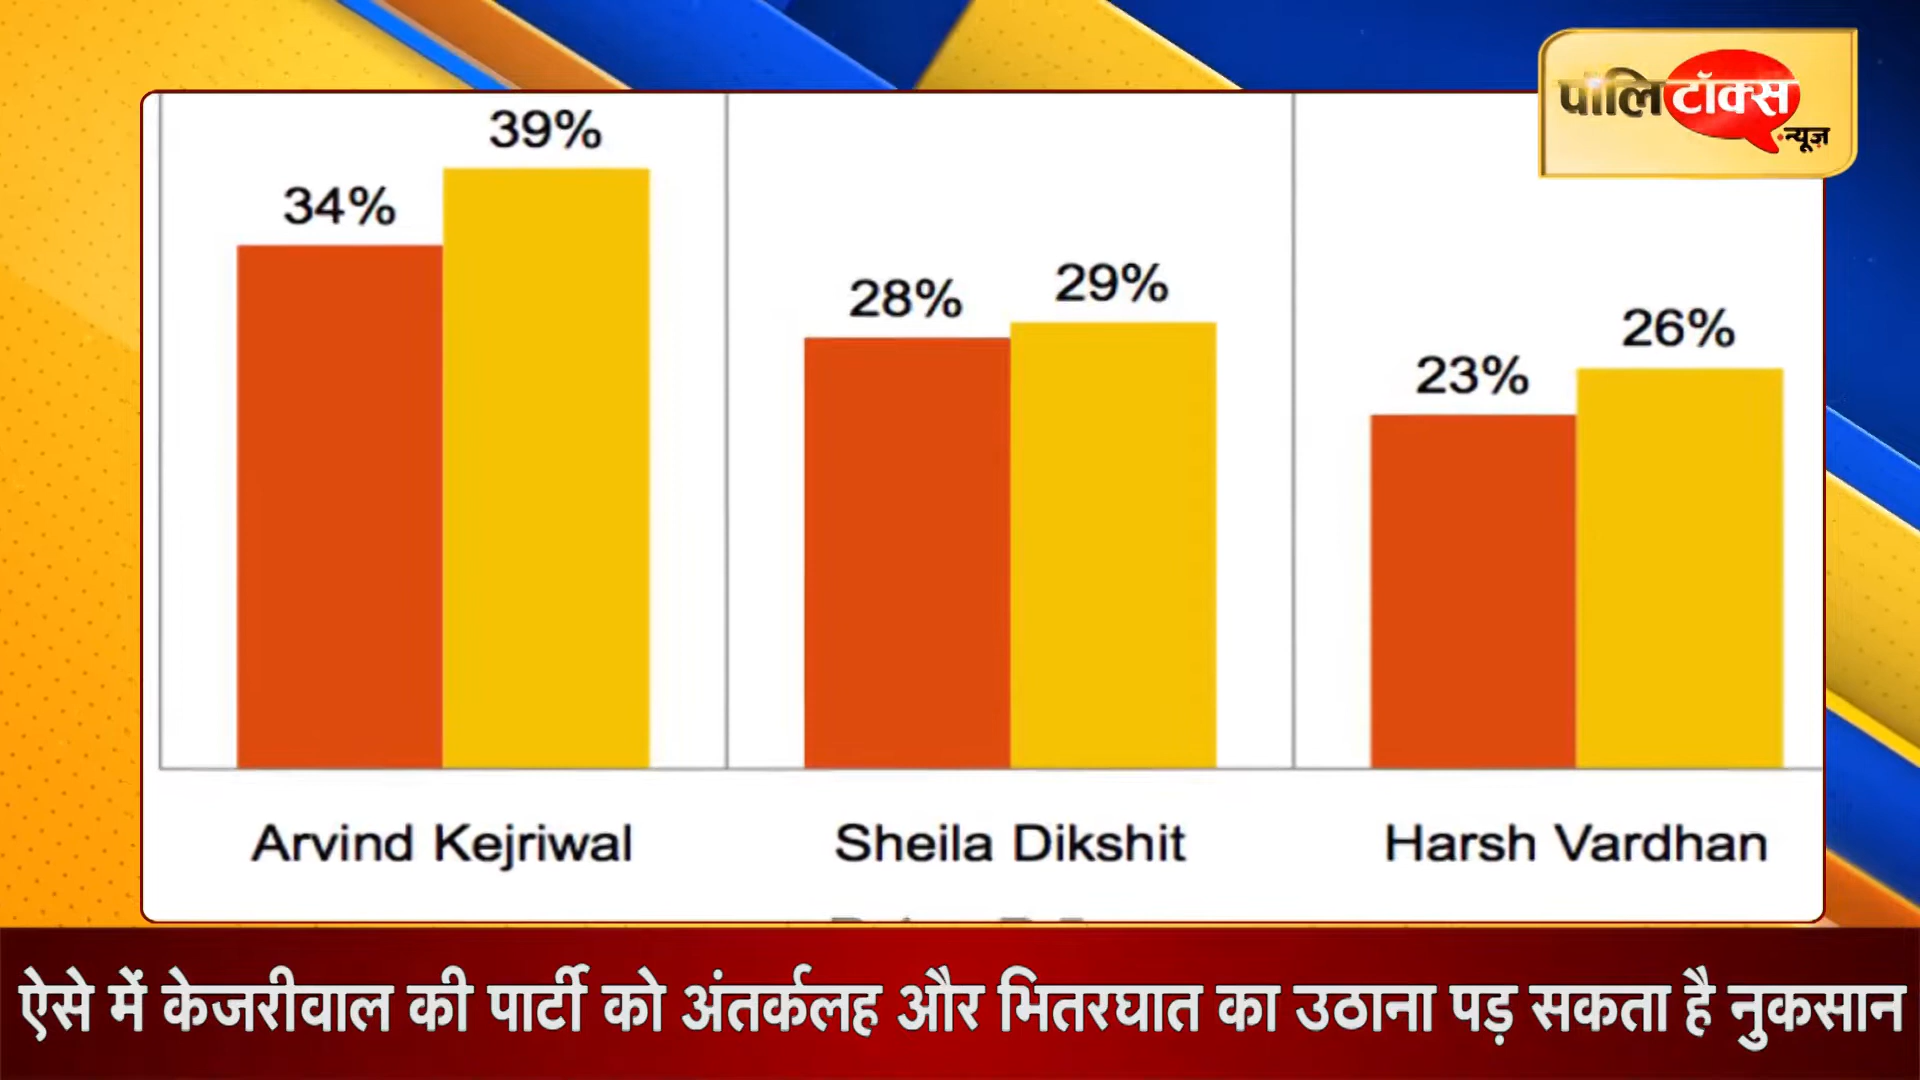 पॉलिटॉक्स
न्यूज़
39%
34%
28%
29%
23%
26%
Arvind Kejriwal
Sheila Dikshit
Harsh Vardhan
ऐसे में केजरीवाल की पार्टी को अंतर्कलह और भितरघात का उठाना पड़ सकता है नुकसान